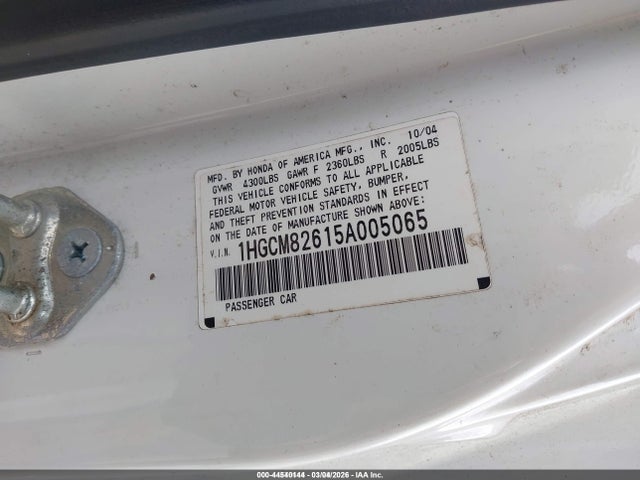 MFD. BY HONDA OF AMERICA MFG., INC. 10/04
GVWR 4300LBS GAWR F 2360LBS R 2005LBS
THIS VEHICLE CONFORMS TO ALL APPLICABLE
FEDERAL MOTOR VEHICLE SAFETY, BUMPER,
AND THEFT PREVENTION STANDARDS IN EFFECT
ON THE DATE OF MANUFACTURE SHOWN ABOVE:
V.I.N. 1HGCM82615A005065
PASSENGER CAR
000-44540144 - 03/04/2026 - IAA Inc.